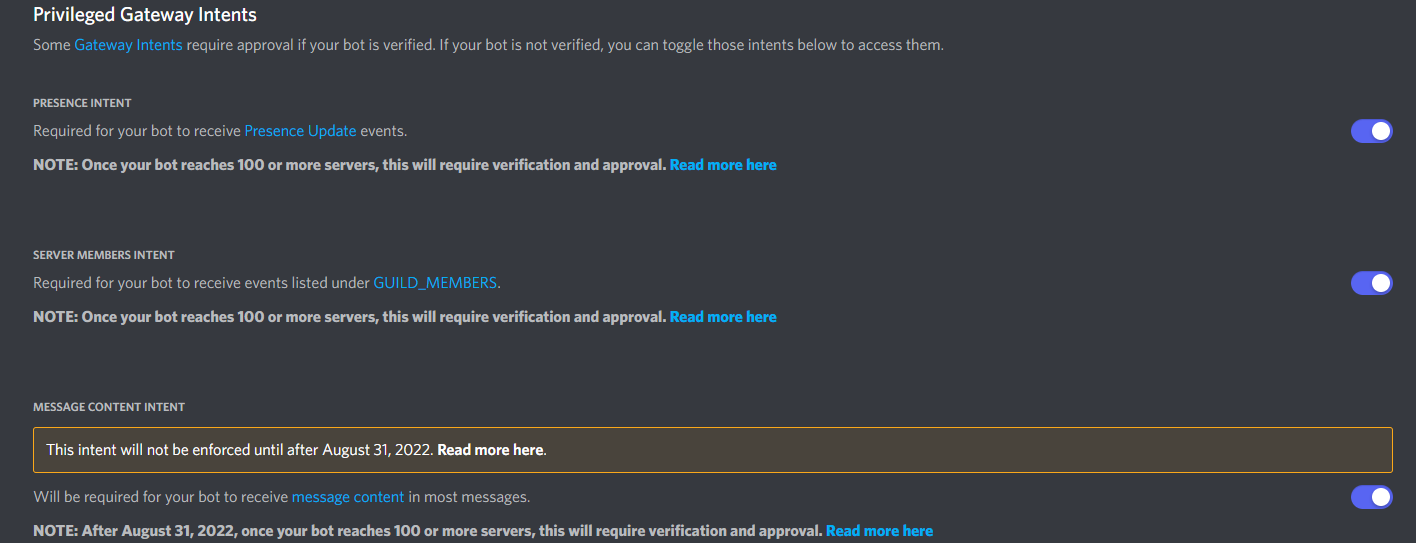 Privileged Gateway Intents
Some Gateway Intents require approval if your bot is verified. If your bot is not verified, you can toggle those intents below to access them.
PRESENCE INTENT
Required for your bot to receive Presence Update events.
NOTE: Once your bot reaches 100 or more servers, this will require verification and approval. Read more here
SERVER MEMBERS INTENT
Required for your bot to receive events listed under GUILD_MEMBERS.
NOTE: Once your bot reaches 100 or more servers, this will require verification and approval. Read more here
MESSAGE CONTENT INTENT
This intent will not be enforced until after August 31, 2022. Read more here.
Will be required for your bot to receive message content in most messages.
NOTE: After August 31, 2022, once your bot reaches 100 or more servers, this will require verification and approval. Read more here